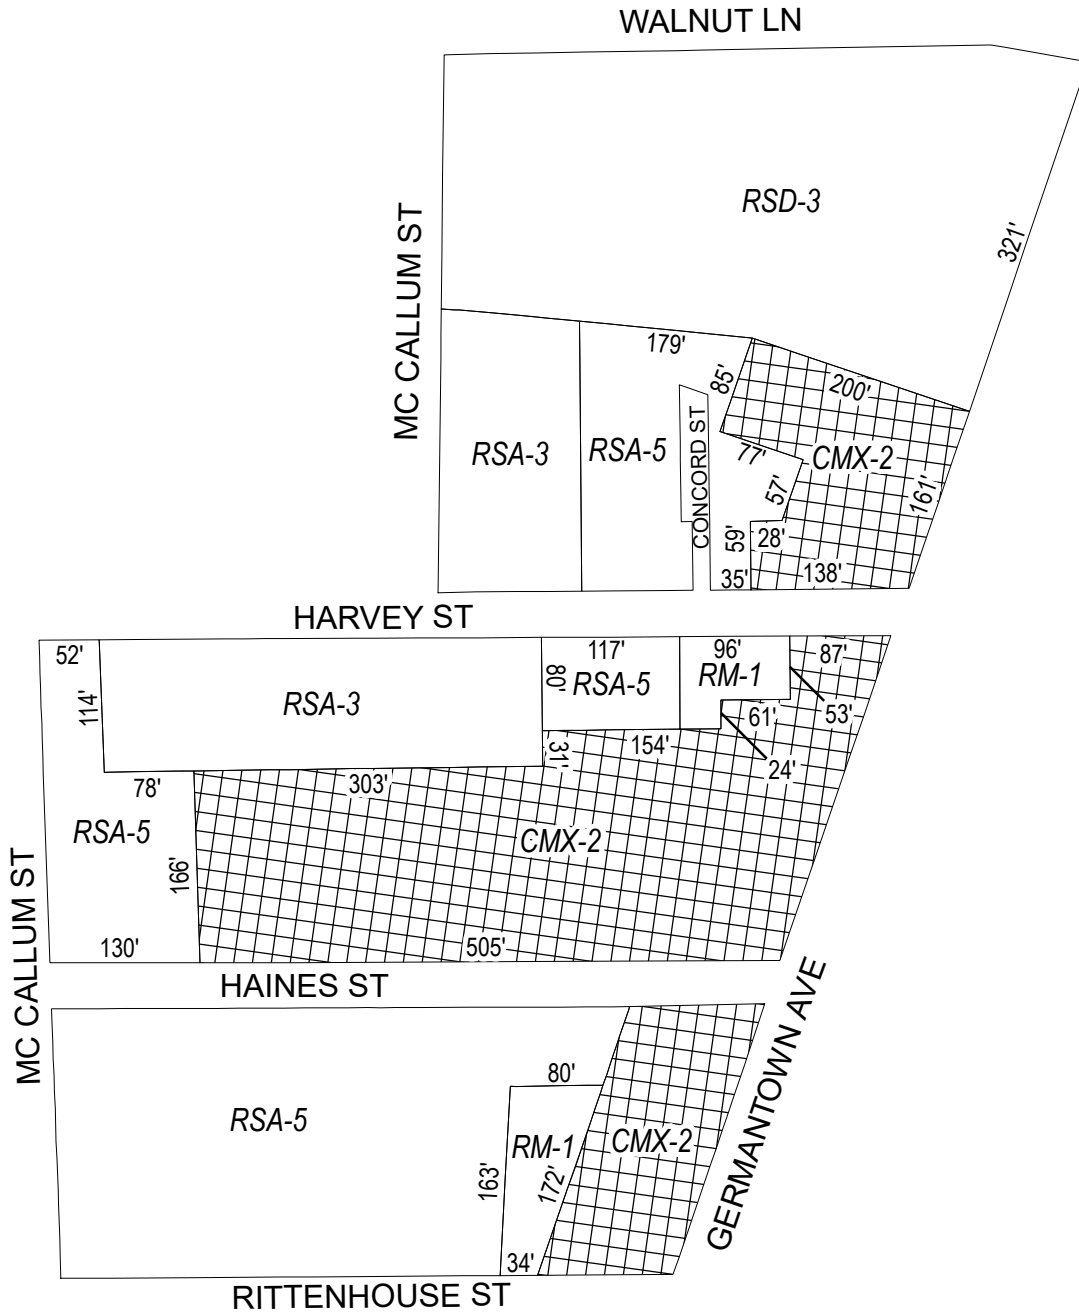 WALNUT LN
RSD-3
MC CALLUM ST
321'
179'
85'
200'
RSA-3
RSA-5
CONCORD ST
77'
CMX-2
57'
161'
59'
28'
35'
138'
HARVEY ST
52'
117'
96'
87'
114'
RSA-3
80'
RSA-5
RM-1
53'
61'
31'
154'
24'
78'
303'
RSA-5
CMX-2
166'
130'
505'
MC CALLUM ST
HAINES ST
GERMANTOWN AVE
80'
RSA-5
RM-1
CMX-2
163'
172'
34'
RITTENHOUSE ST